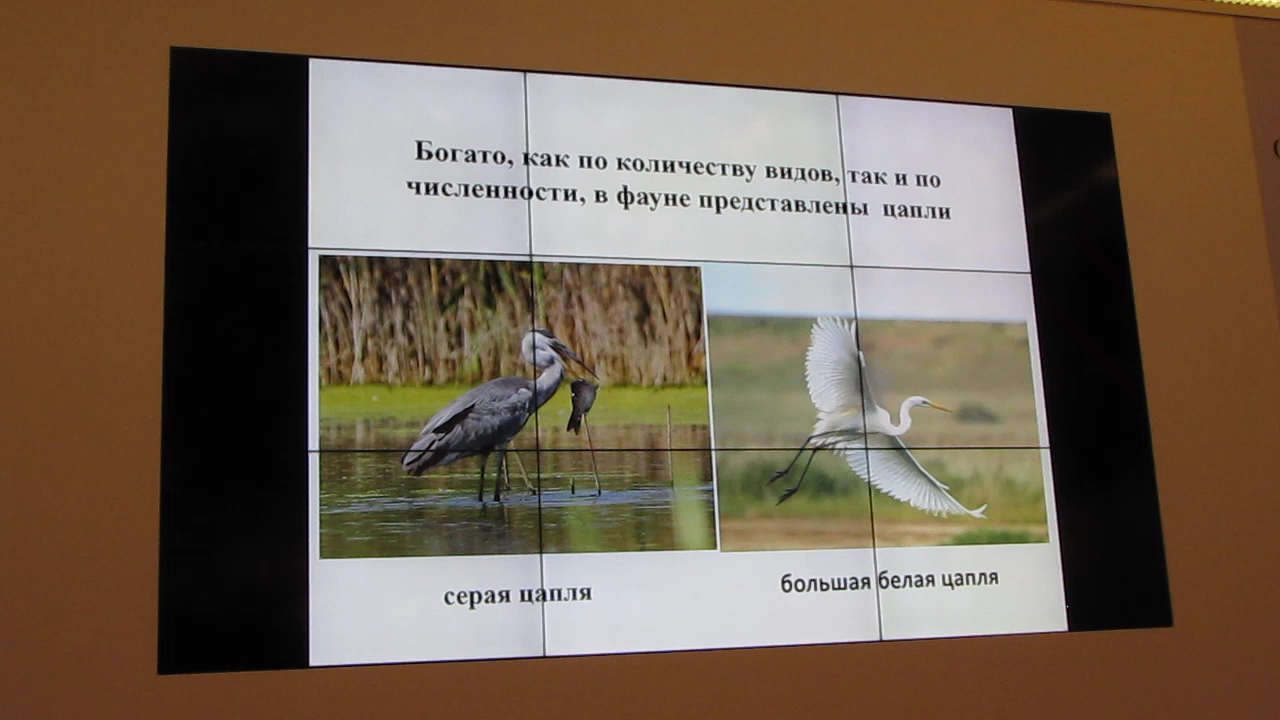 Богато, как по количеству видов, так и по
численности, в фауне представлены цапли
серая цапля
большая белая цапля